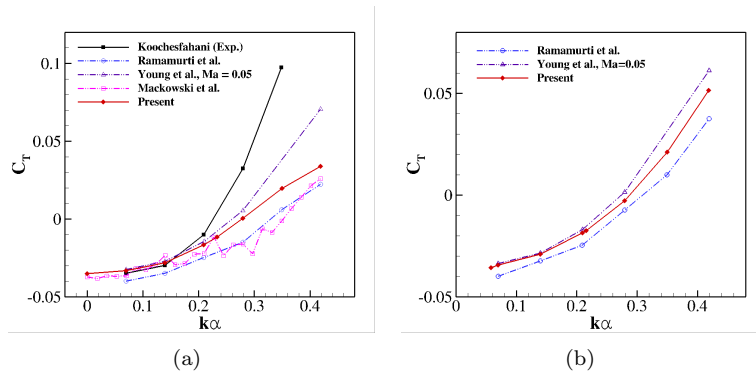 Koochesfahani (Exp.)
Ramamurti et al.
Young et al., Ma = 0.05
Mackowski et al.
Present
C_T
0.1
0.05
0
-0.05
0 0.1 0.2 0.3 0.4
kα
(a)
Ramamurti et al.
Young et al., Ma=0.05
Present
C_T
0.05
0
-0.05
0 0.1 0.2 0.3 0.4
kα
(b)